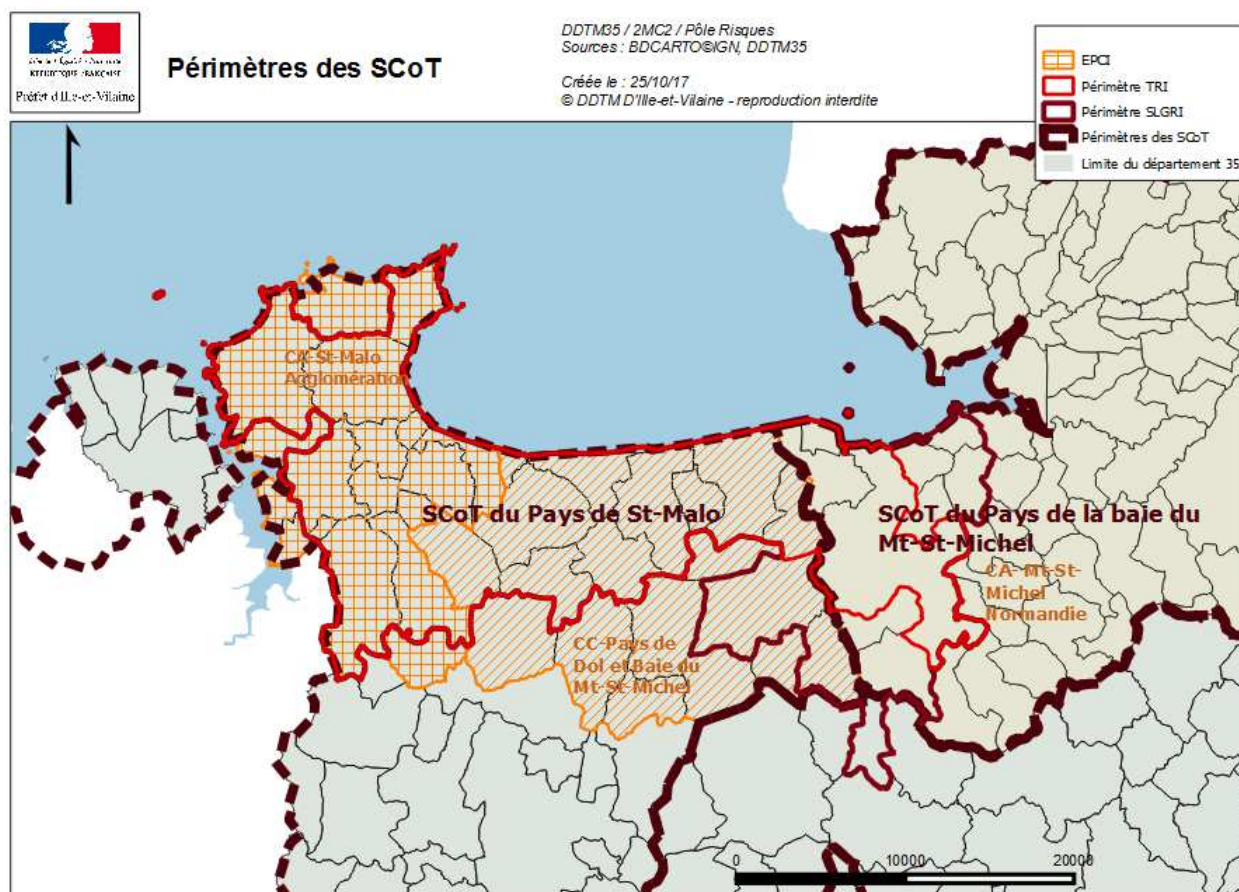 RÉPUBLIQUE FRANÇAISE
Préfet d'Ille-et-Vilaine
Périmètres des SCoT
DDTM35 / 2MC2 / Pôle Risques
Sources : BDCARTO©IGN, DDTM35
Créée le : 25/10/17
© DDTM D'Ille-et-Vilaine - reproduction interdite
EPCI
Périmètre TRI
Périmètre SLGRI
Périmètres des SCoT
Limite du département 35
CA-St-Malo
Agglomération
SCoT du Pays de St-Malo
SCoT du Pays de la baie du
Mt-St-Michel
CA- Mt-St-
Michel
Normandie
CC-Pays de
Dol et Baie du
Mt-St-Michel
0 10000 20000